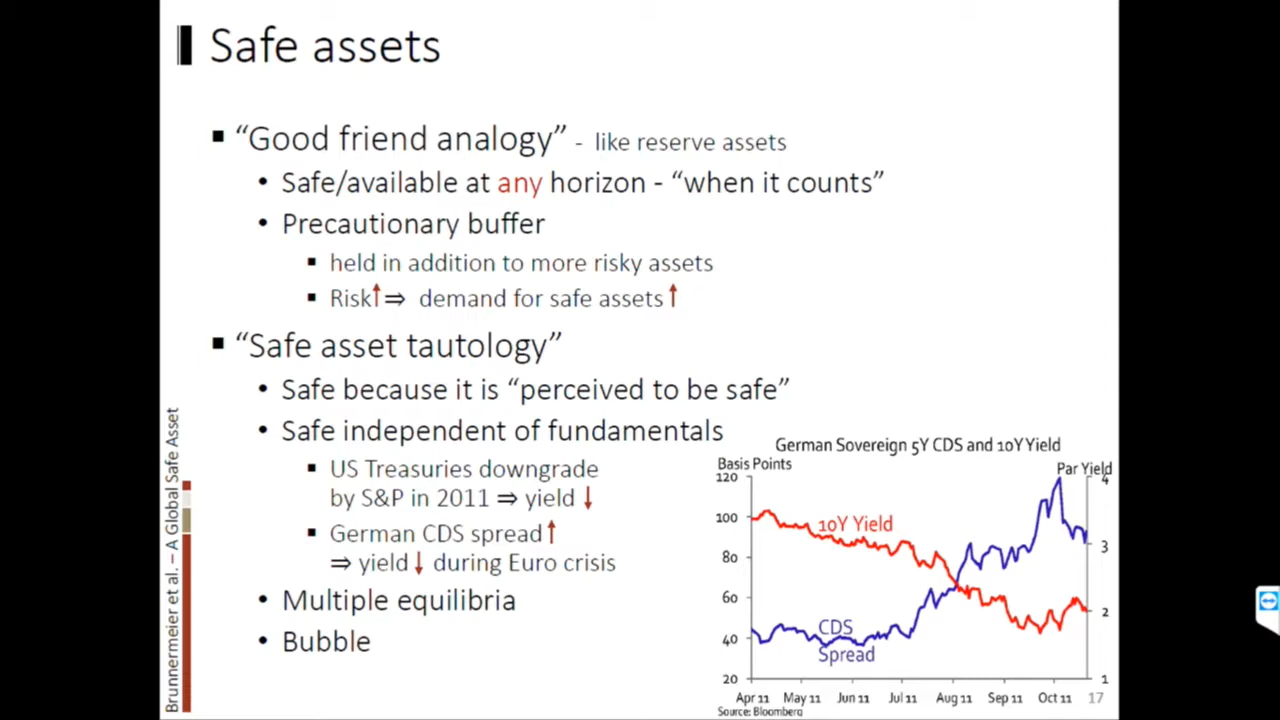 Safe assets
▪ “Good friend analogy” - like reserve assets
• Safe/available at any horizon - “when it counts”
• Precautionary buffer
▪ held in addition to more risky assets
▪ Risk↑⇒ demand for safe assets↑
▪ “Safe asset tautology”
• Safe because it is “perceived to be safe”
• Safe independent of fundamentals
▪ US Treasuries downgrade
by S&P in 2011 ⇒ yield ↓
▪ German CDS spread↑
⇒ yield↓ during Euro crisis
• Multiple equilibria
• Bubble
Brunnermeier et al. – A Global Safe Asset
German Sovereign 5Y CDS and 10Y Yield
Basis Points
Par Yield
120
100
80
60
40
20
4
3
2
1
10Y Yield
CDS
Spread
Apr 11 May 11 Jun 11 Jul 11 Aug 11 Sep 11 Oct 11
Source: Bloomberg
17